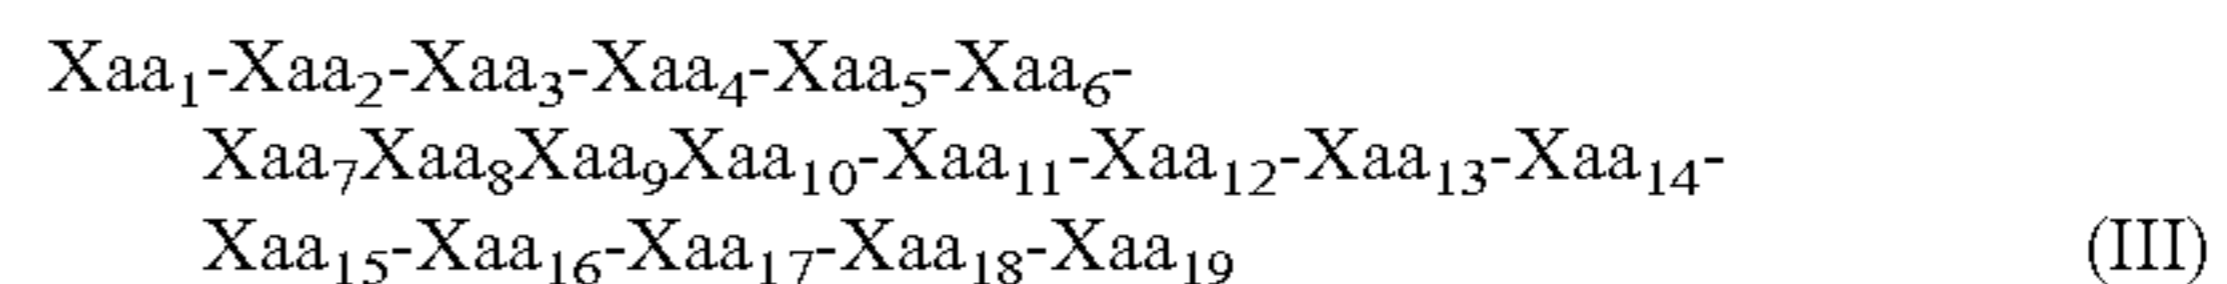 Xaa₁-Xaa₂-Xaa₃-Xaa₄-Xaa₅-Xaa₆-
Xaa₇Xaa₈Xaa₉Xaa₁₀-Xaa₁₁-Xaa₁₂-Xaa₁₃-Xaa₁₄-
Xaa₁₅-Xaa₁₆-Xaa₁₇-Xaa₁₈-Xaa₁₉ (III)